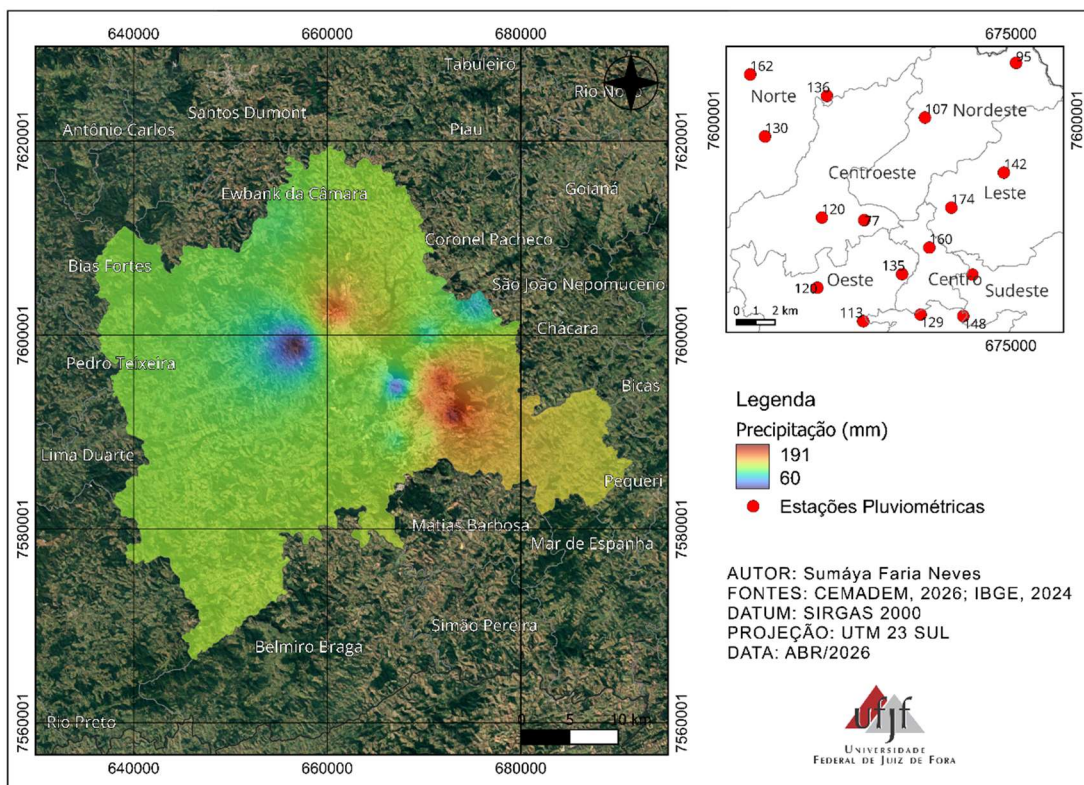 640000
660000
680000
Tabuleiro
Rio No
Santos Dumont
Antônio Carlos
Piau
7620001
7620001
Ewbank da Câmara
Goianá
Coronel Pacheco
Bias Fortes
São João Nepomuceno
7600001
7600001
Chácara
Pedro Teixeira
Bicas
Lima Duarte
Pequeri
7580001
7580001
Matias Barbosa
Mar de Espanha
Simão Pereira
Belmiro Braga
Rio Preto
0 5 10 km
7560001
7560001
640000
660000
680000
675000
162
95
136
Norte
107
Nordeste
7600001
7600001
130
142
Centroeste
Leste
174
120
77
160
135
Oeste
Centro
120
Sudeste
113
129
148
0 1 2 km
675000
Legenda
Precipitação (mm)
191
60
Estações Pluviométricas
AUTOR: Sumáya Faria Neves
FONTES: CEMADEM, 2026; IBGE, 2024
DATUM: SIRGAS 2000
PROJEÇÃO: UTM 23 SUL
DATA: ABR/2026
ufjf
UNIVERSIDADE
FEDERAL DE JUIZ DE FORA